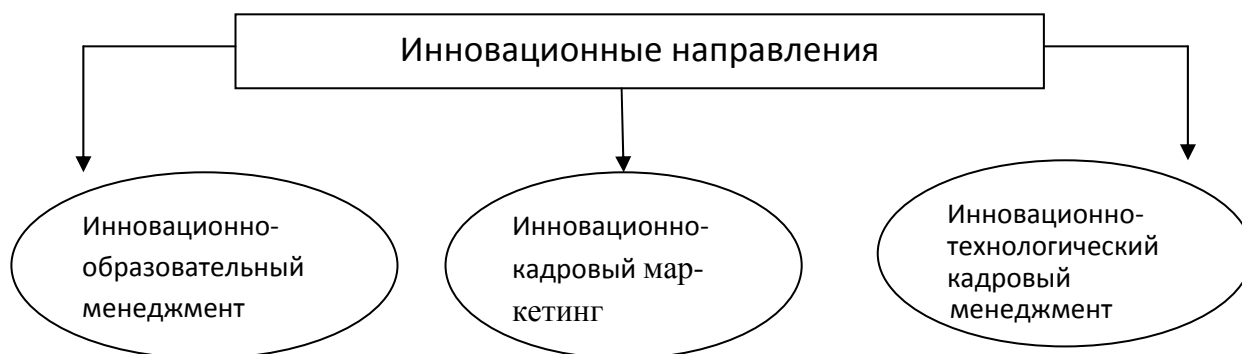 Инновационные направления
Инновационно-
образовательный
менеджмент
Инновационно-
кадровый мар-
кетинг
Инновационно-
технологический
кадровый
менеджмент